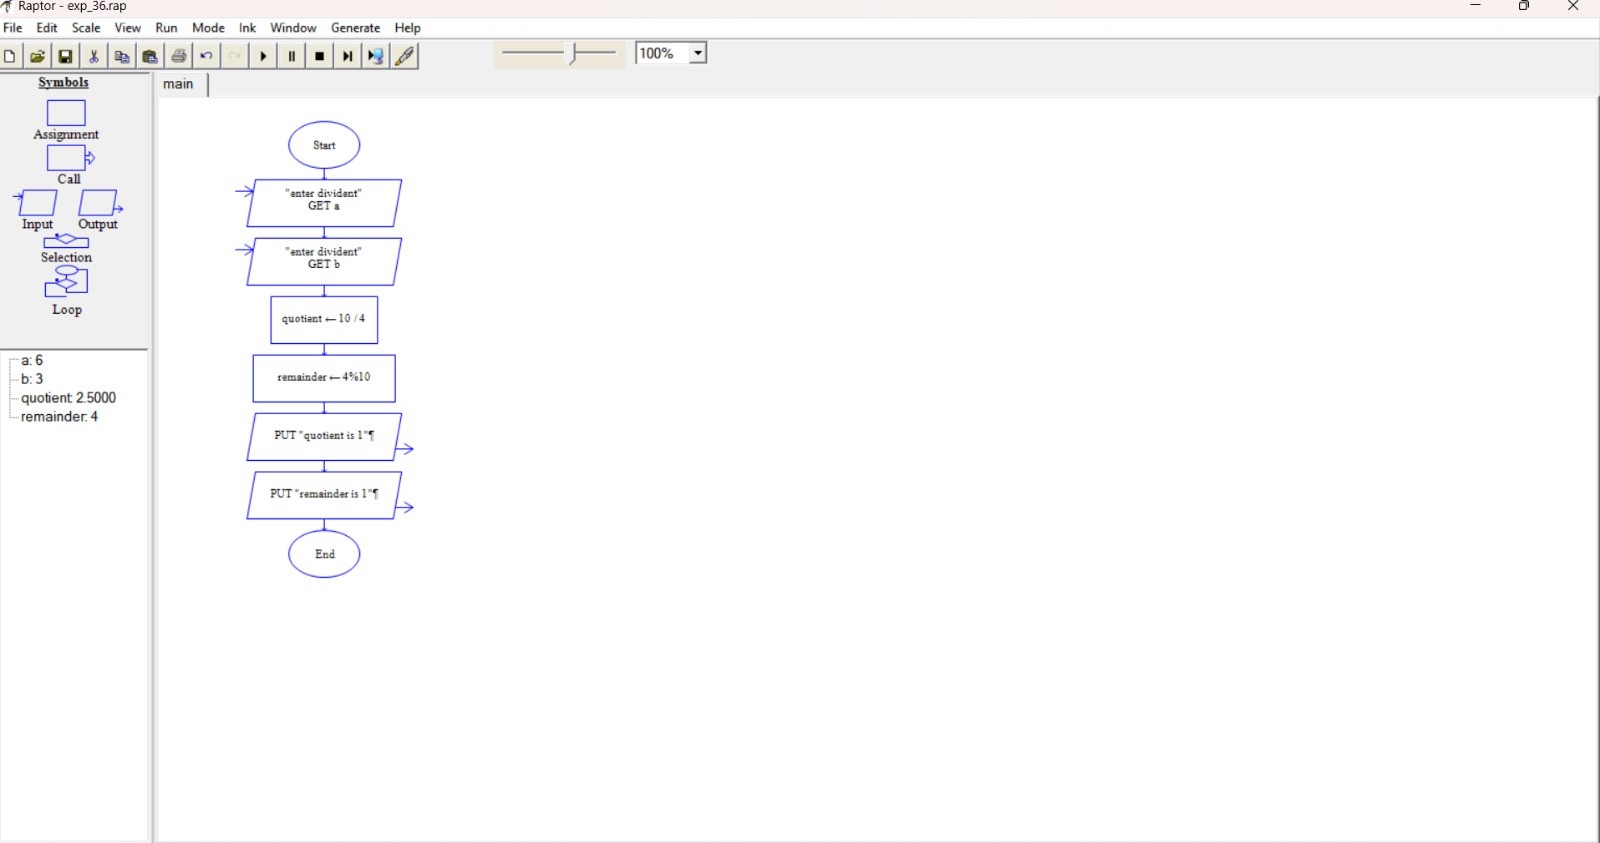 Raptor - exp_36.rap
File Edit Scale View Run Mode Ink Window Generate Help
100%
Symbols
Assignment
Call
Input Output
Selection
Loop
a: 6
b: 3
quotient: 2.5000
remainder: 4
main
Start
"enter divident"
GET a
"enter divident"
GET b
quotient ← 10 / 4
remainder ← 4%10
PUT "quotient is 1"¶
PUT "remainder is 1"¶
End